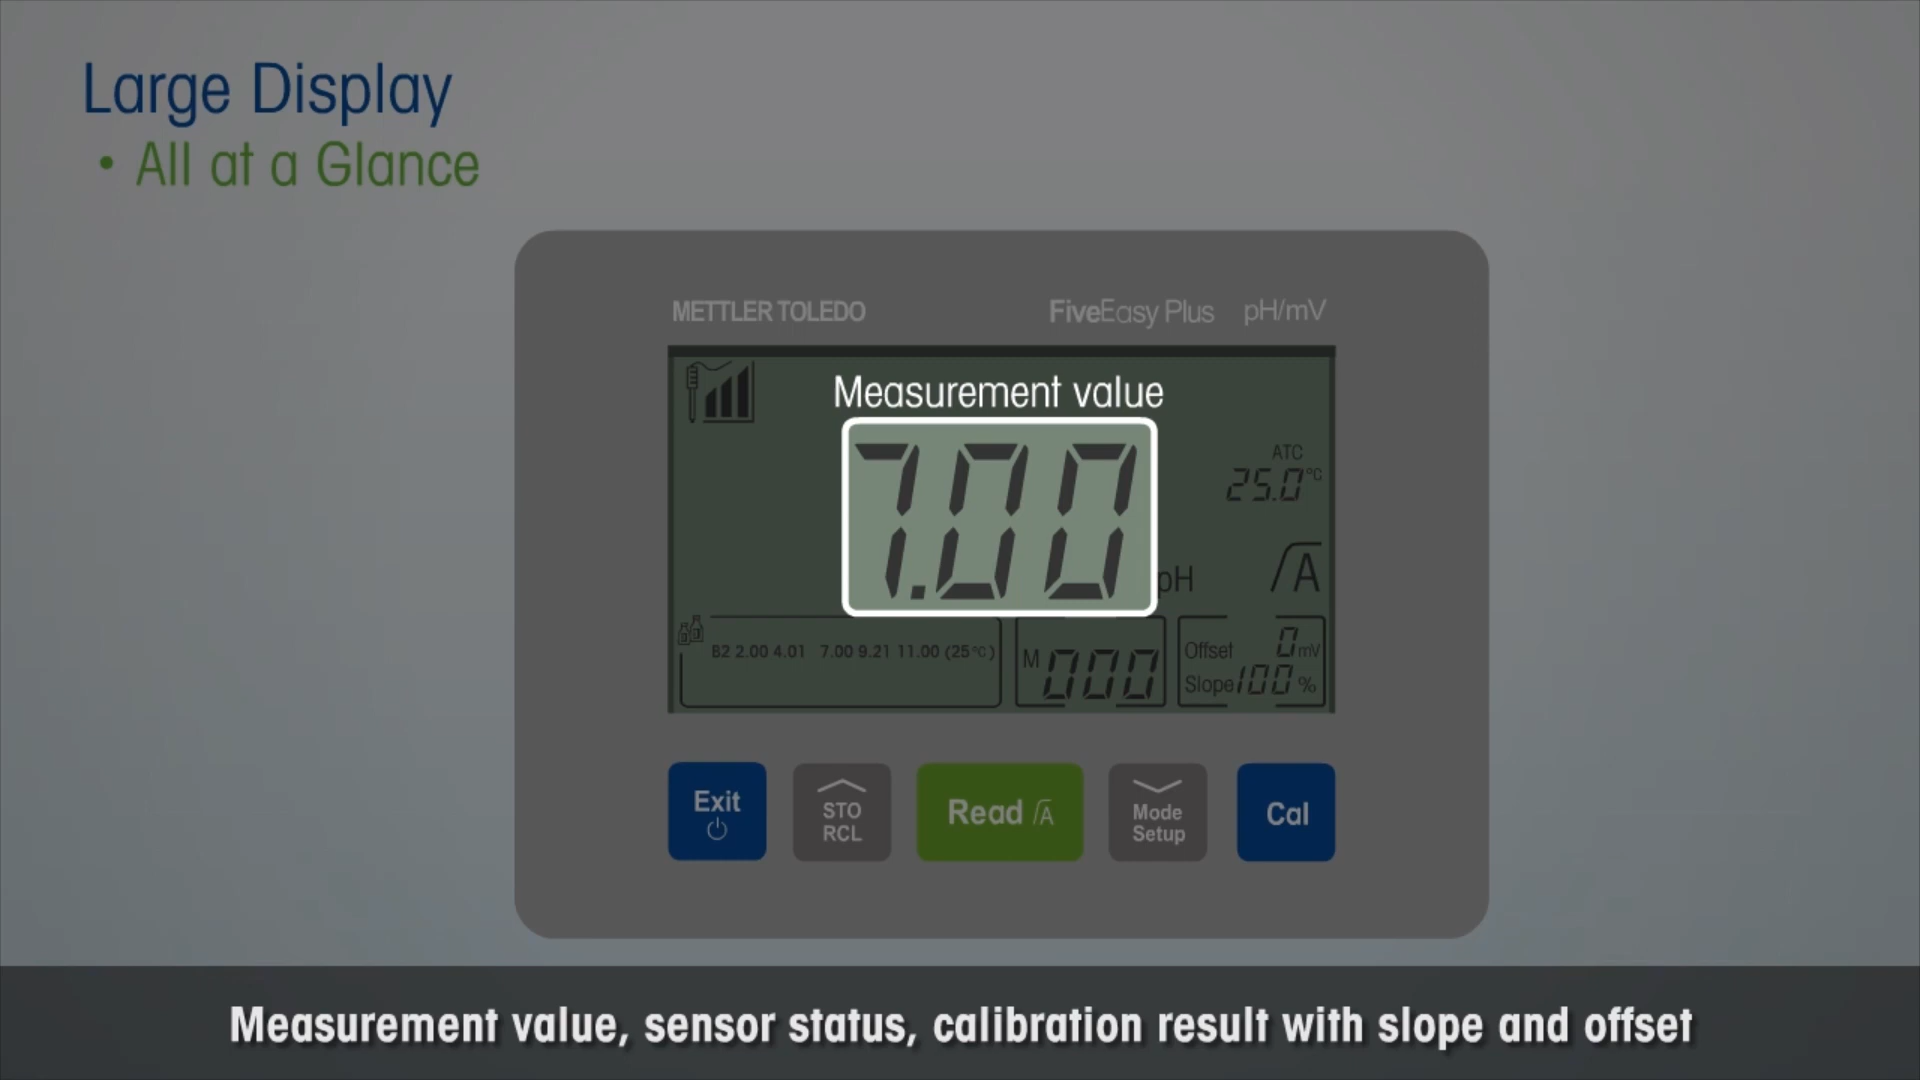 Large Display
• All at a Glance
METTLER TOLEDO FiveEasy Plus pH/mV
Measurement value
7.00
pH
ATC
25.0°C
A
B2 2.00 4.01 7.00 9.21 11.00 (25°C)
M 000
Offset 0 mV
Slope 100 %
Exit
STO
RCL
Read A
Mode
Setup
Cal
Measurement value, sensor status, calibration result with slope and offset